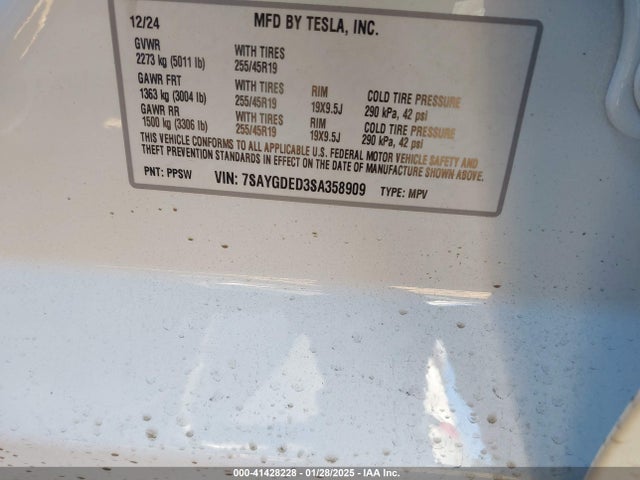 12/24 MFD BY TESLA, INC.
GVWR WITH TIRES
2273 kg (5011 lb) 255/45R19
GAWR FRT WITH TIRES RIM COLD TIRE PRESSURE
1363 kg (3004 lb) 255/45R19 19X9.5J 290 kPa, 42 psi
GAWR RR WITH TIRES RIM COLD TIRE PRESSURE
1500 kg (3306 lb) 255/45R19 19X9.5J 290 kPa, 42 psi
THIS VEHICLE CONFORMS TO ALL APPLICABLE U.S. FEDERAL MOTOR VEHICLE SAFETY AND
THEFT PREVENTION STANDARDS IN EFFECT ON THE DATE OF MANUFACTURE SHOWN ABOVE.
PNT: PPSW VIN: 7SAYGDED3SA358909 TYPE: MPV
000-41428228 - 01/28/2025 - IAA Inc.